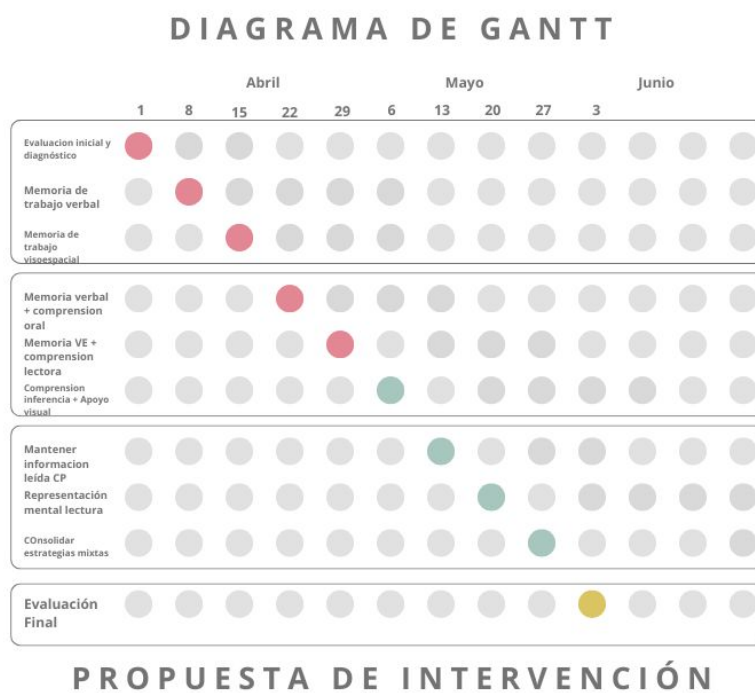 DIAGRAMA DE GANTT
Abril Mayo Junio
1 8 15 22 29 6 13 20 27 3
Evaluacion inicial y
diagnóstico
Memoria de
trabajo verbal
Memoria de
trabajo
visoespacial
Memoria verbal
+ comprension
oral
Memoria VE +
comprension
lectora
Comprension
inferencia + Apoyo
visual
Mantener
informacion
leída CP
Representación
mental lectura
COnsolidar
estrategias mixtas
Evaluación
Final
PROPUESTA DE INTERVENCIÓN